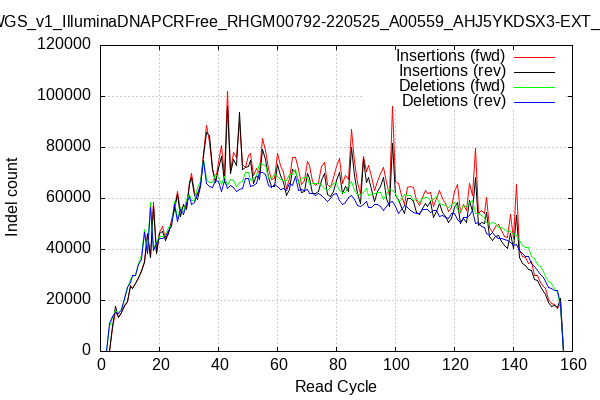 WGS_v1_IlluminaDNAPCRFree_RHGM00792-220525_A00559_AHJ5YKDSX3-EXT_
Insertions (fwd)
Insertions (rev)
Deletions (fwd)
Deletions (rev)
Indel count
120000
100000
80000
60000
40000
20000
0
0 20 40 60 80 100 120 140 160
Read Cycle